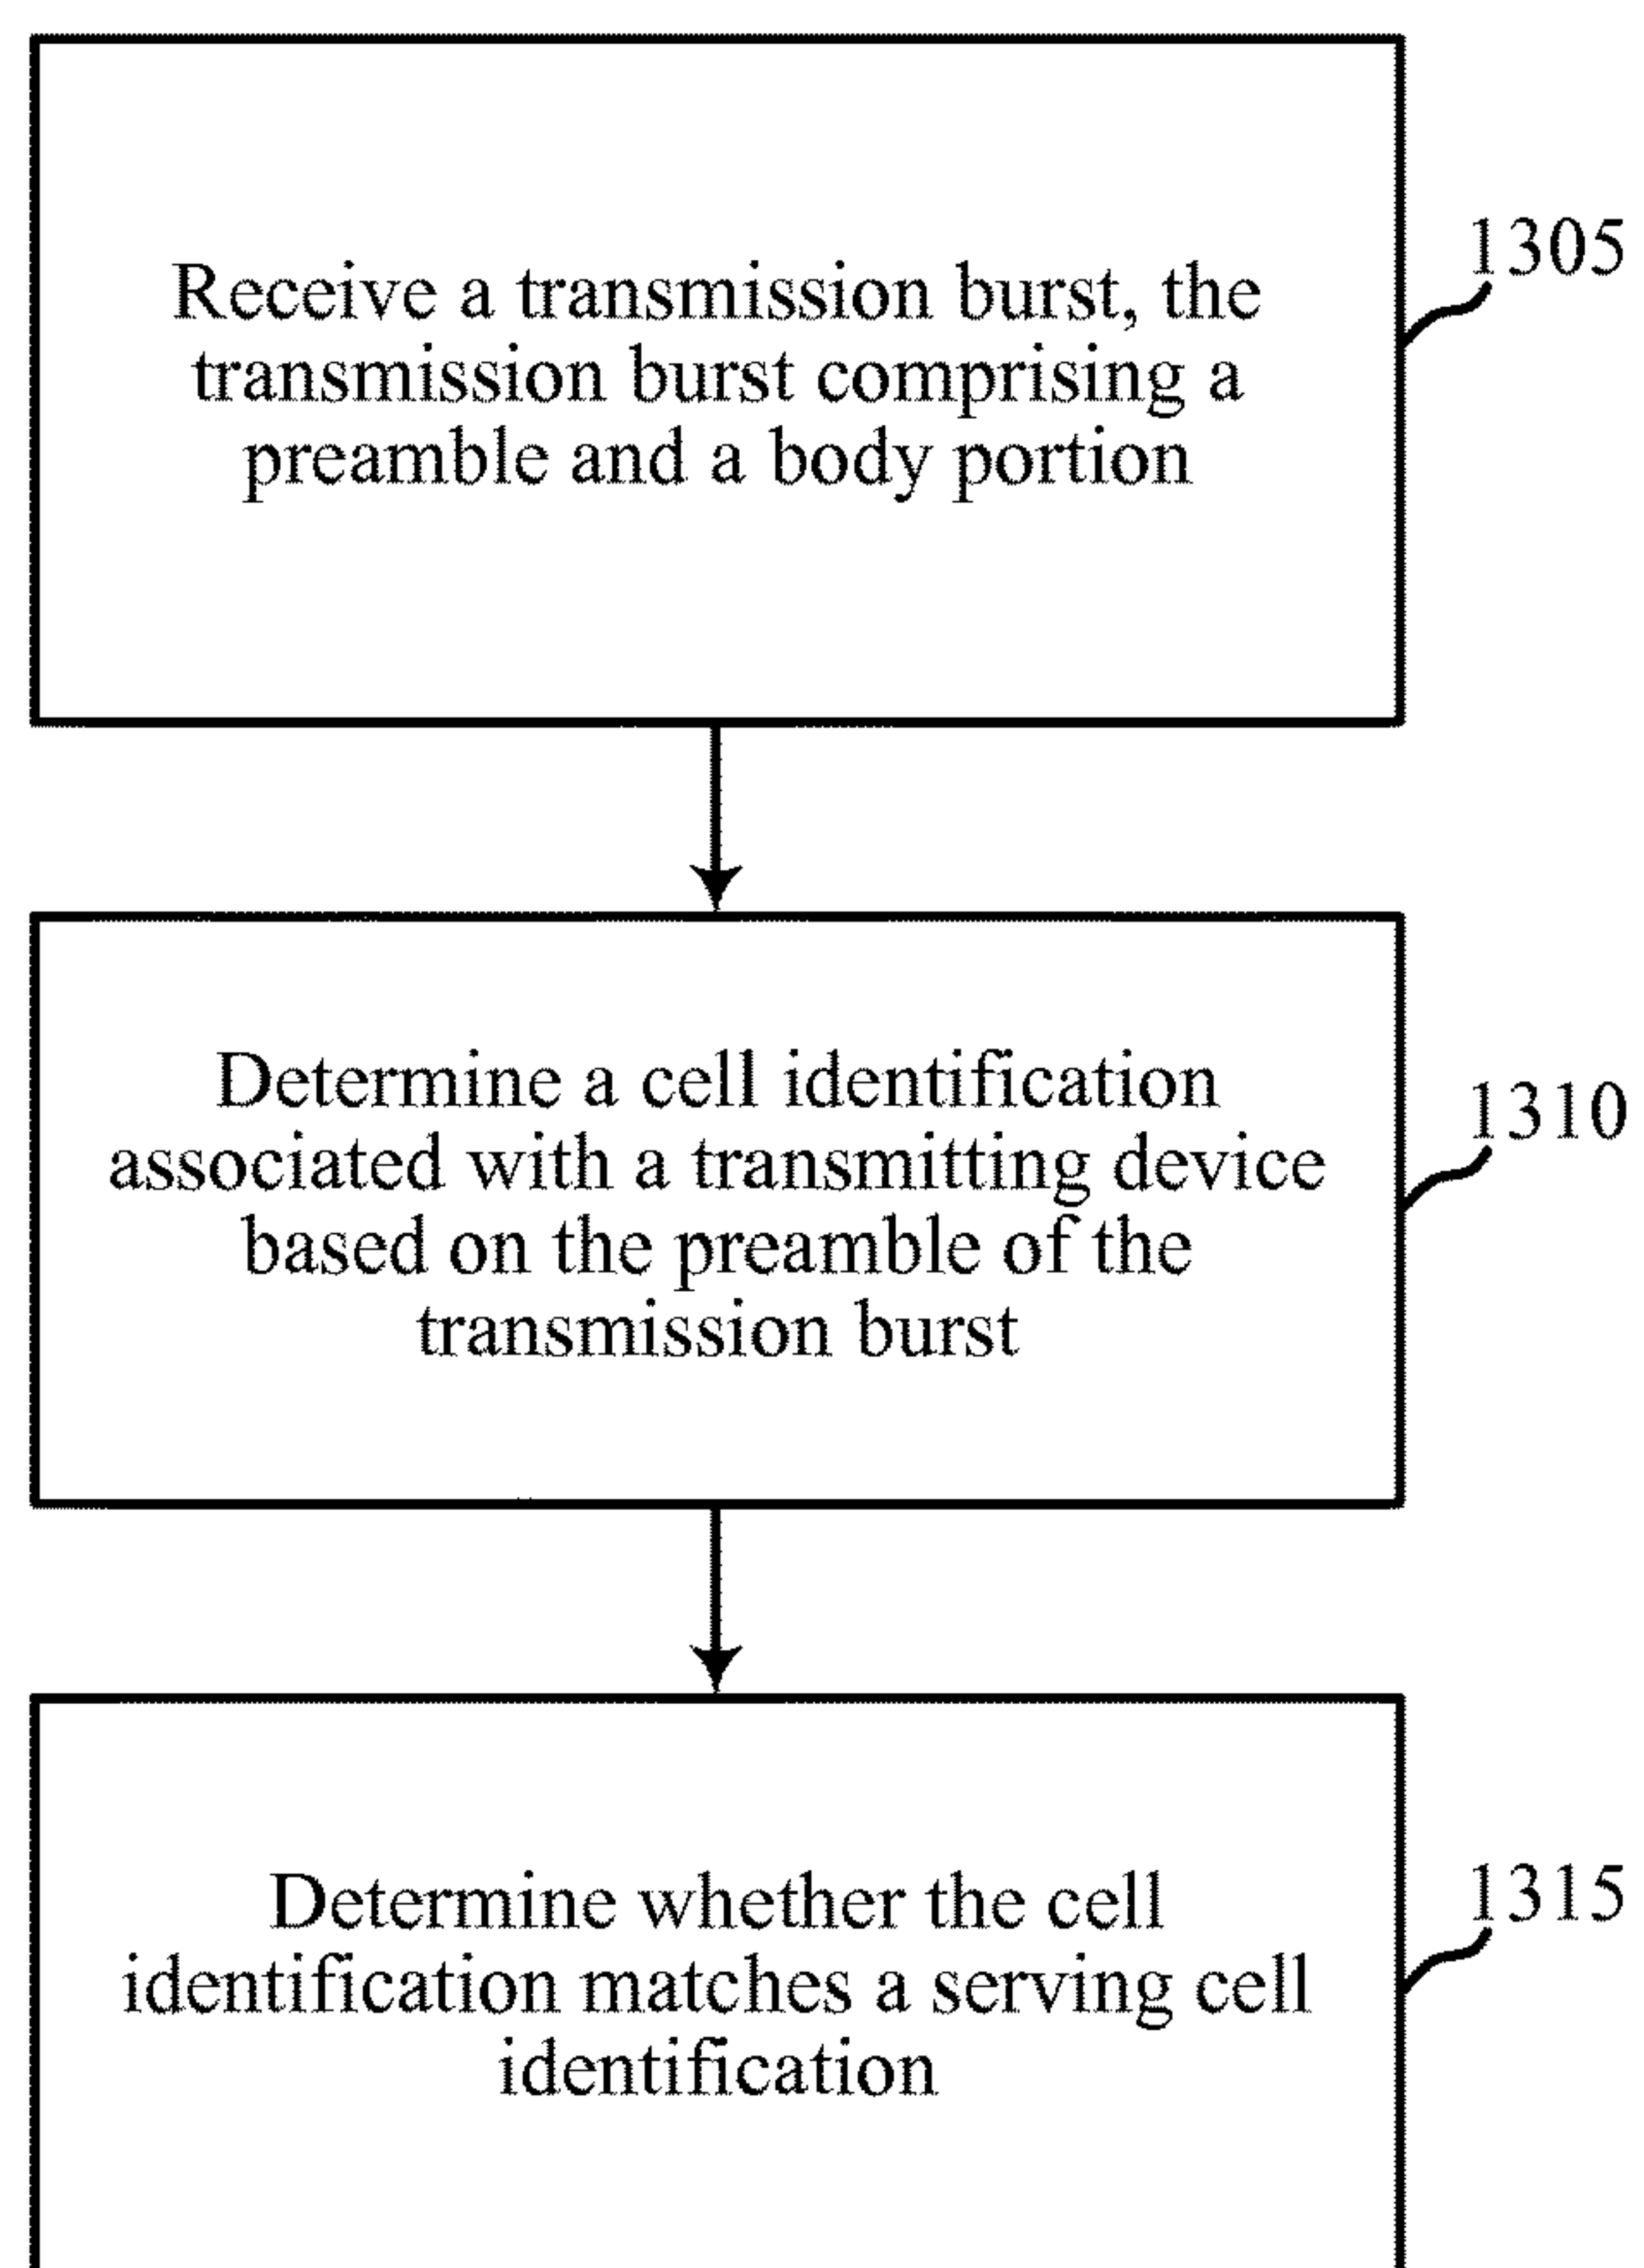 Receive a transmission burst, the
transmission burst comprising a
preamble and a body portion
1305
Determine a cell identification
associated with a transmitting device
based on the preamble of the
transmission burst
1310
Determine whether the cell
identification matches a serving cell
identification
1315